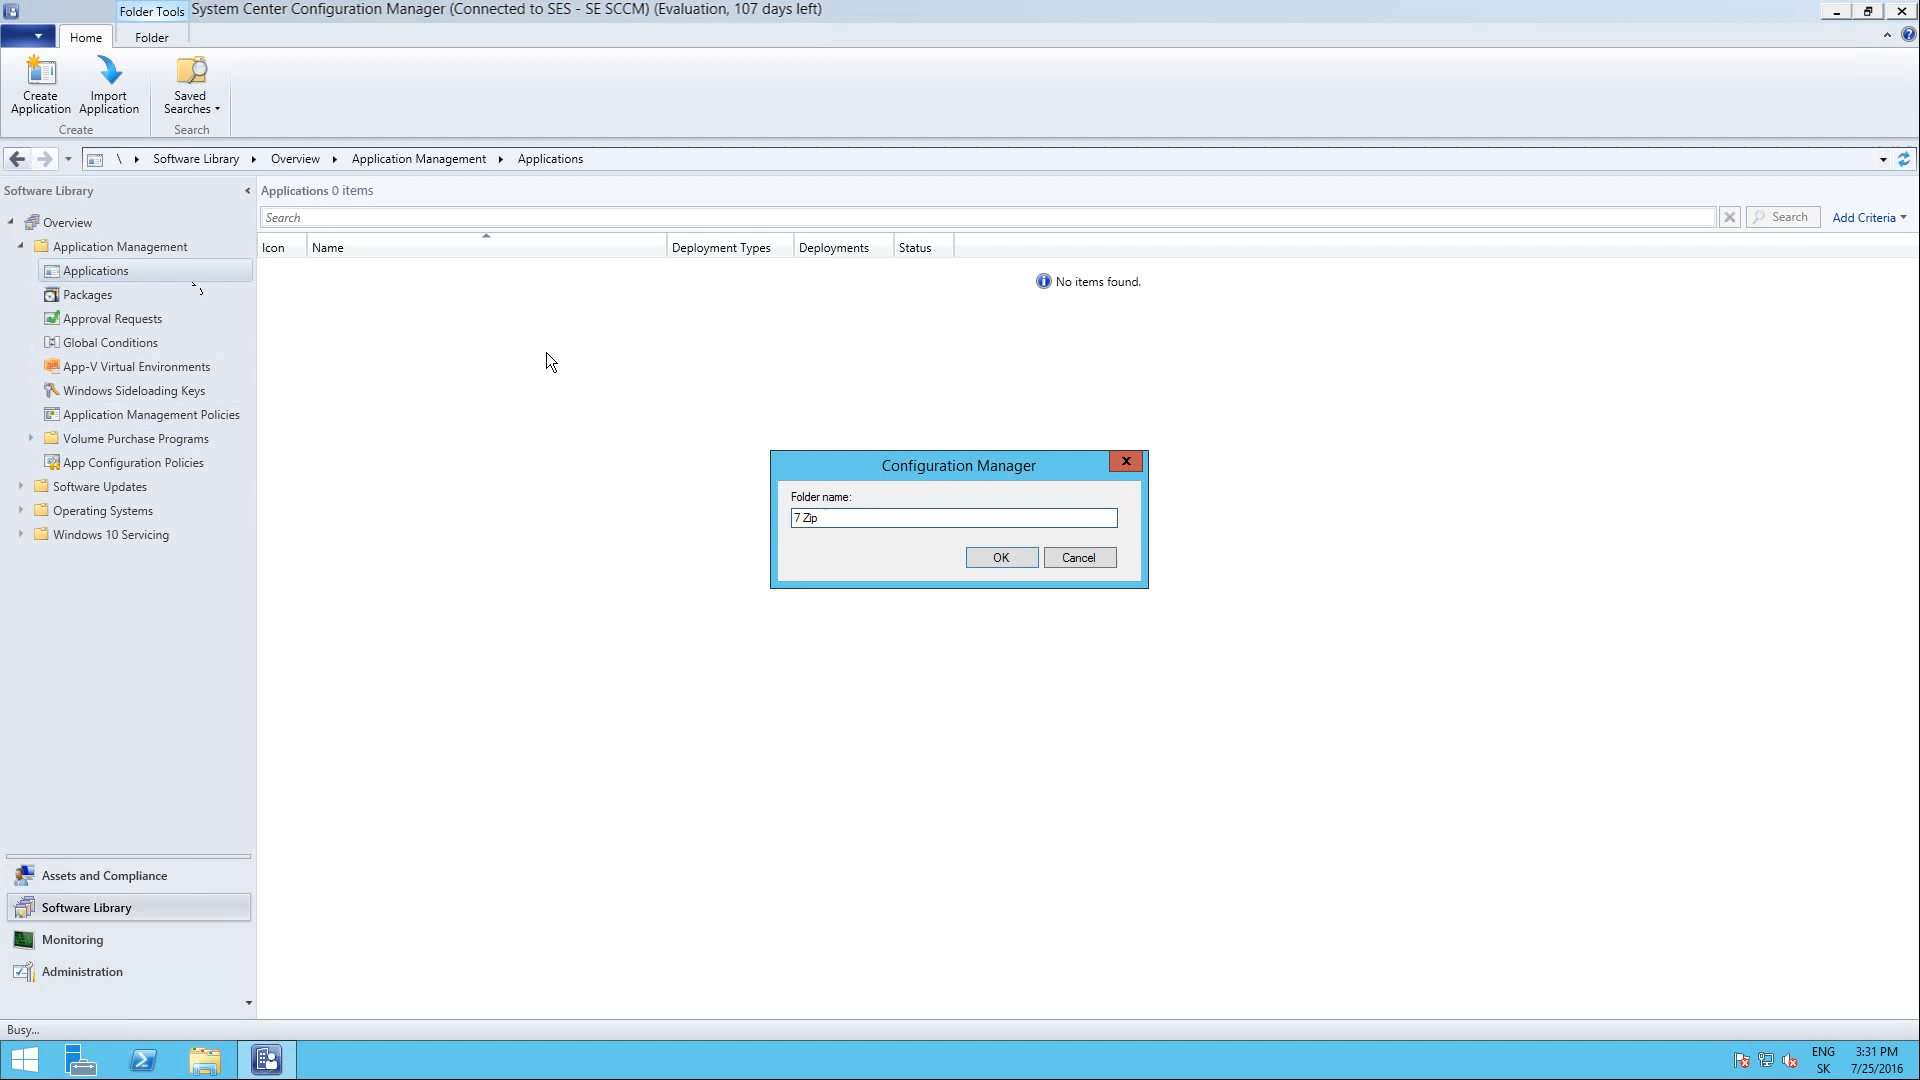 Folder Tools
System Center Configuration Manager (Connected to SES - SE SCCM) (Evaluation, 107 days left)
Home
Folder
Create Application
Import Application
Saved Searches
Create
Search
\ Software Library Overview Application Management Applications
Software Library
Applications 0 items
Search
Search
Add Criteria
Icon
Name
Deployment Types
Deployments
Status
No items found.
Overview
Application Management
Applications
Packages
Approval Requests
Global Conditions
App-V Virtual Environments
Windows Sideloading Keys
Application Management Policies
Volume Purchase Programs
App Configuration Policies
Software Updates
Operating Systems
Windows 10 Servicing
Configuration Manager
Folder name:
7 Zip
OK
Cancel
Assets and Compliance
Software Library
Monitoring
Administration
Busy...
ENG
SK
3:31 PM
7/25/2016